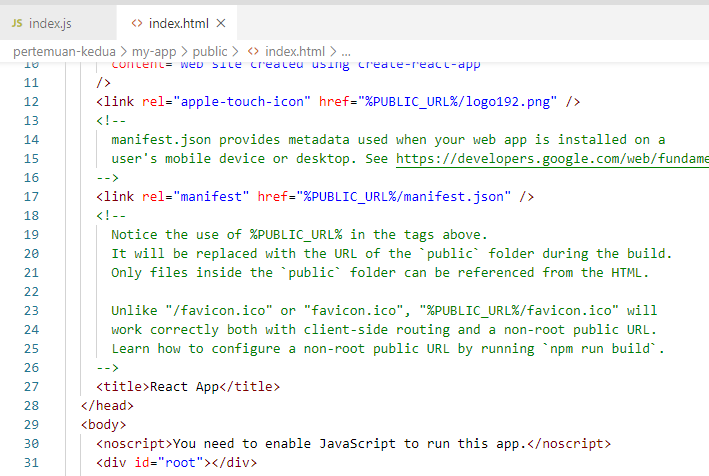 JS index.js <> index.html ×
pertemuan-kedua > my-app > public > <> index.html > ...
10 content="Web site created using create-react-app"
11 />
12 <link rel="apple-touch-icon" href="%PUBLIC_URL%/logo192.png" />
13 <!--
14 manifest.json provides metadata used when your web app is installed on a
15 user's mobile device or desktop. See https://developers.google.com/web/fundame
16 -->
17 <link rel="manifest" href="%PUBLIC_URL%/manifest.json" />
18 <!--
19 Notice the use of %PUBLIC_URL% in the tags above.
20 It will be replaced with the URL of the `public` folder during the build.
21 Only files inside the `public` folder can be referenced from the HTML.
22
23 Unlike "/favicon.ico" or "favicon.ico", "%PUBLIC_URL%/favicon.ico" will
24 work correctly both with client-side routing and a non-root public URL.
25 Learn how to configure a non-root public URL by running `npm run build`.
26 -->
27 <title>React App</title>
28 </head>
29 <body>
30 <noscript>You need to enable JavaScript to run this app.</noscript>
31 <div id="root"></div>